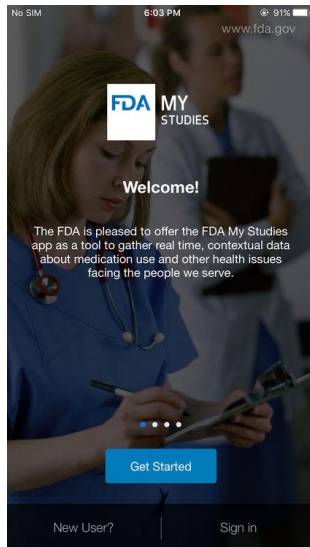 No SIM 6:03 PM 91%
www.fda.gov
FDA MY
STUDIES
Welcome!
The FDA is pleased to offer the FDA My Studies
app as a tool to gather real time, contextual data
about medication use and other health issues
facing the people we serve.
Get Started
New User? Sign in